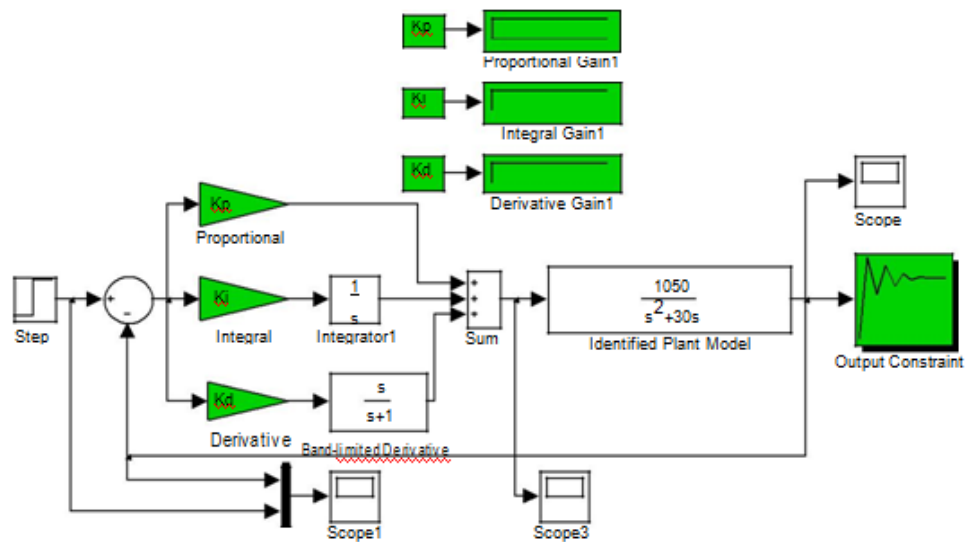 Kp
Proportional Gain1
Ki
Integral Gain1
Kd
Derivative Gain1
Scope
Kp
Proportional
Step
+
-
Ki
Integral
1
s
Integrator1
+
+
+
Sum
1050
s2+30s
Identified Plant Model
Output Constraint
Kd
Derivative
s
s+1
Band-limited Derivative
Scope1
Scope3